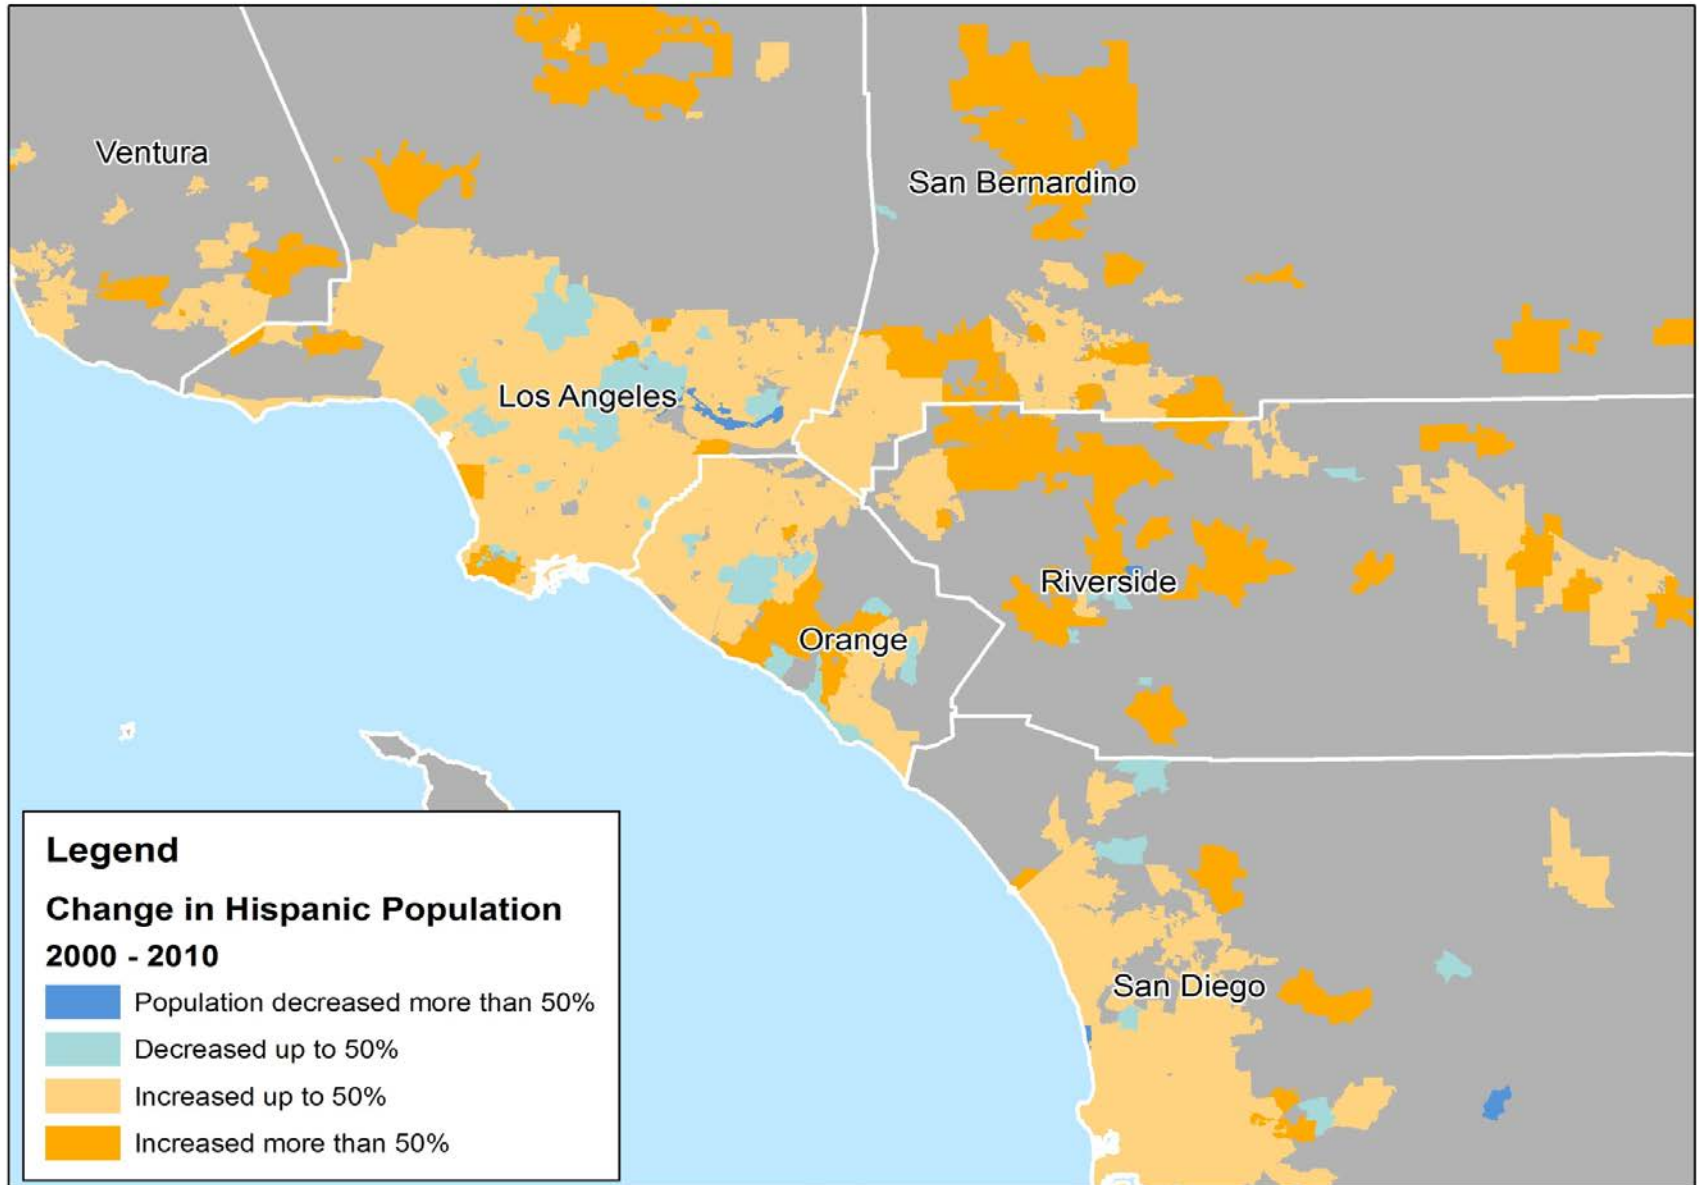 Ventura
San Bernardino
Los Angeles
Riverside
Orange
San Diego
Legend
Change in Hispanic Population
2000 - 2010
Population decreased more than 50%
Decreased up to 50%
Increased up to 50%
Increased more than 50%